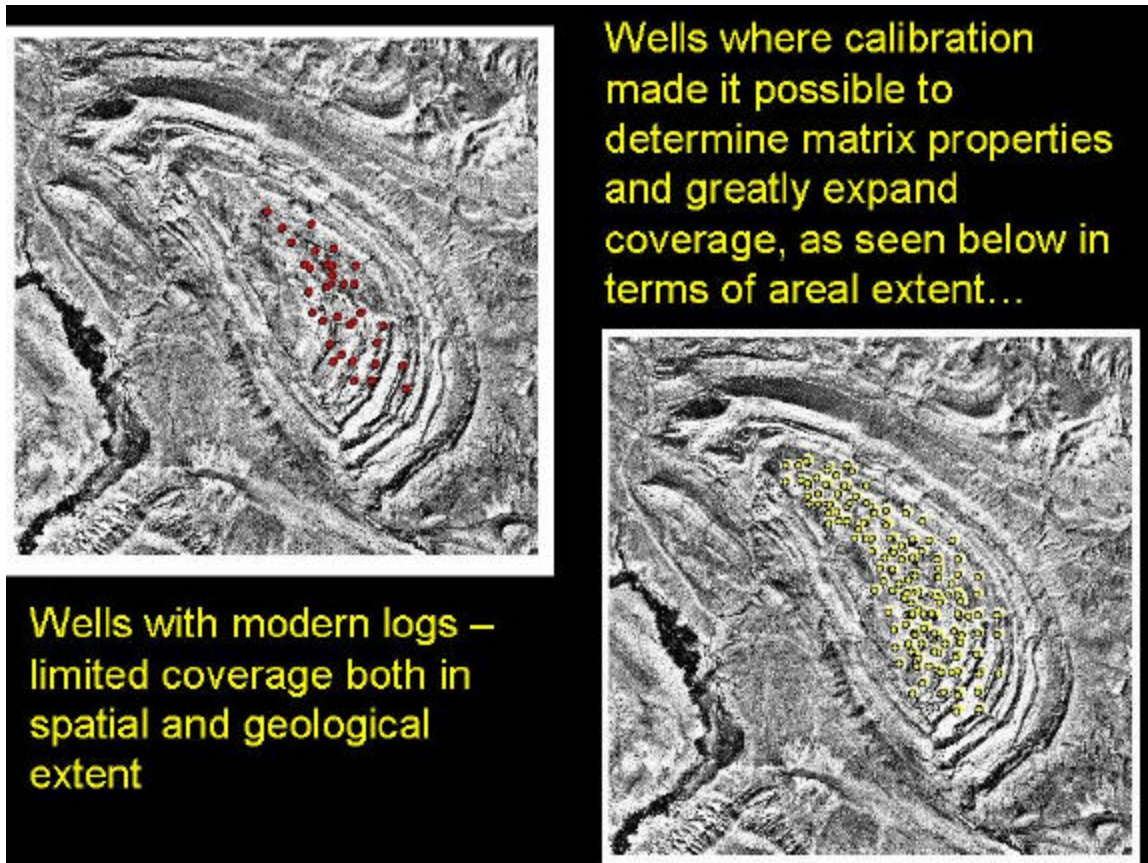 Wells where calibration
made it possible to
determine matrix properties
and greatly expand
coverage, as seen below in
terms of areal extent…
Wells with modern logs –
limited coverage both in
spatial and geological
extent